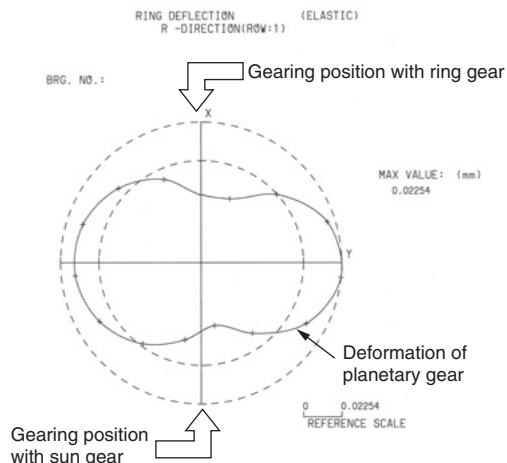 RING DEFLECTION (ELASTIC)
R -DIRECTION(ROW:1)
Gearing position with ring gear
BRG. NO.:
X
MAX VALUE: (mm)
0.02254
Y
Deformation of
planetary gear
0 0.02254
REFERENCE SCALE
Gearing position
with sun gear